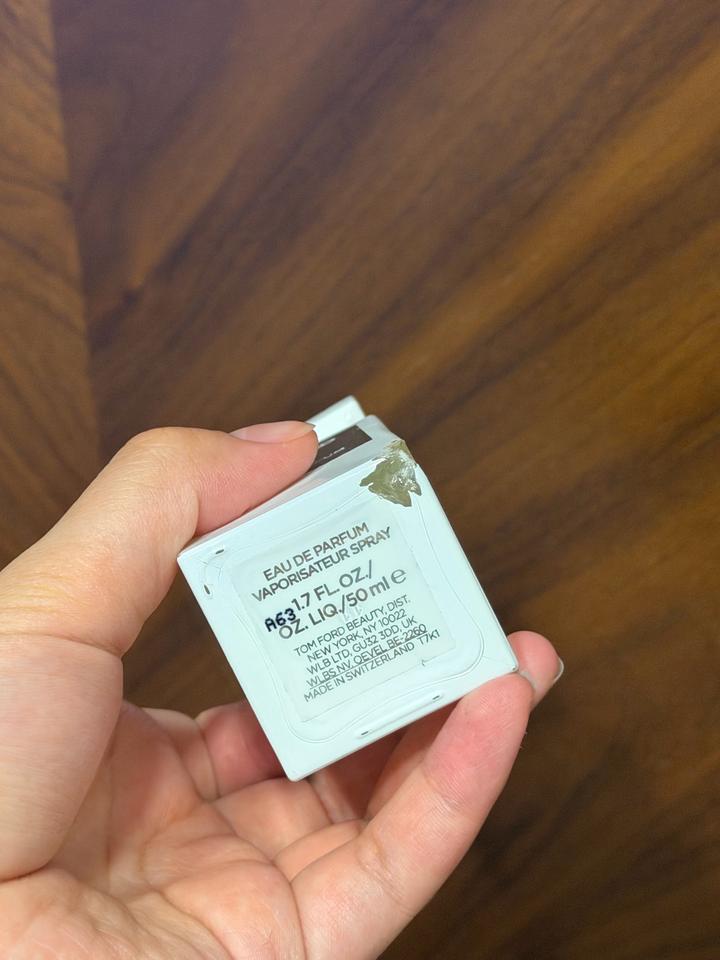 EAU DE PARFUM
VAPORISATEUR SPRAY
A63
1.7 FL. OZ./
OZ. LIQ./50 ml ℮
TOM FORD BEAUTY, DIST.
NEW YORK, NY 10022
WLB LTD, GU32 3DD, UK
WLBS NV, OEVEL BE-2260
MADE IN SWITZERLAND T7K1